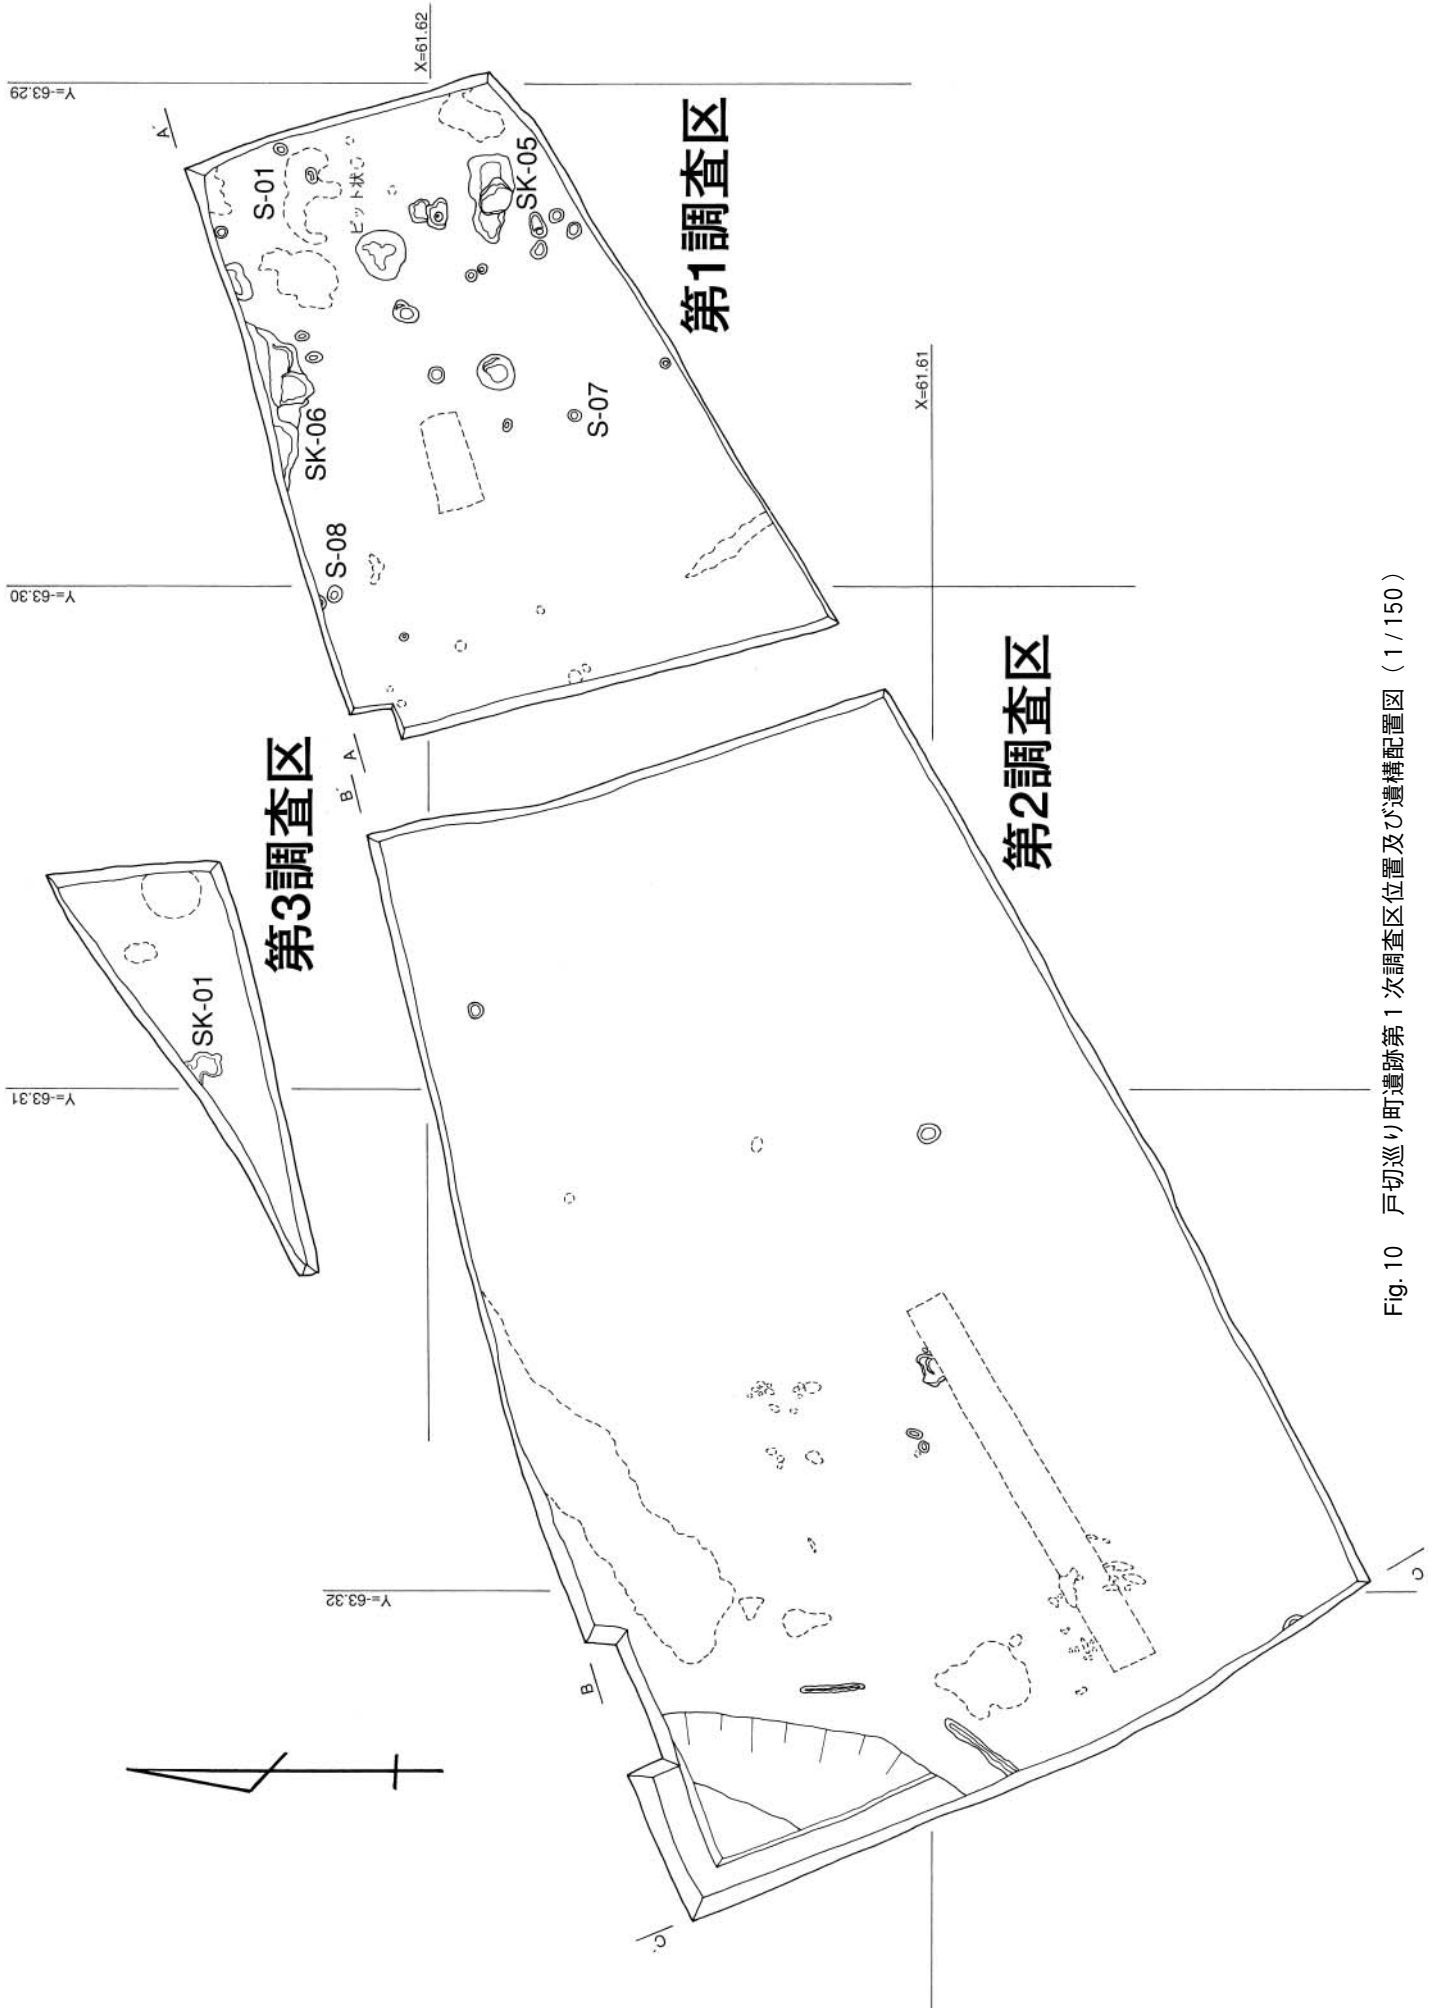 Y=-63.29
X=61.62
A´
S-01
ピット状
SK-05
第1調査区
SK-06
S-07
X=61.61
S-08
Y=-63.30
A
B´
第3調査区
第2調査区
SK-01
Y=-63.31
Y=-63.32
B
C
C´
Fig. 10　戸切巡り町遺跡第1次調査区位置及び遺構配置図（1/150）